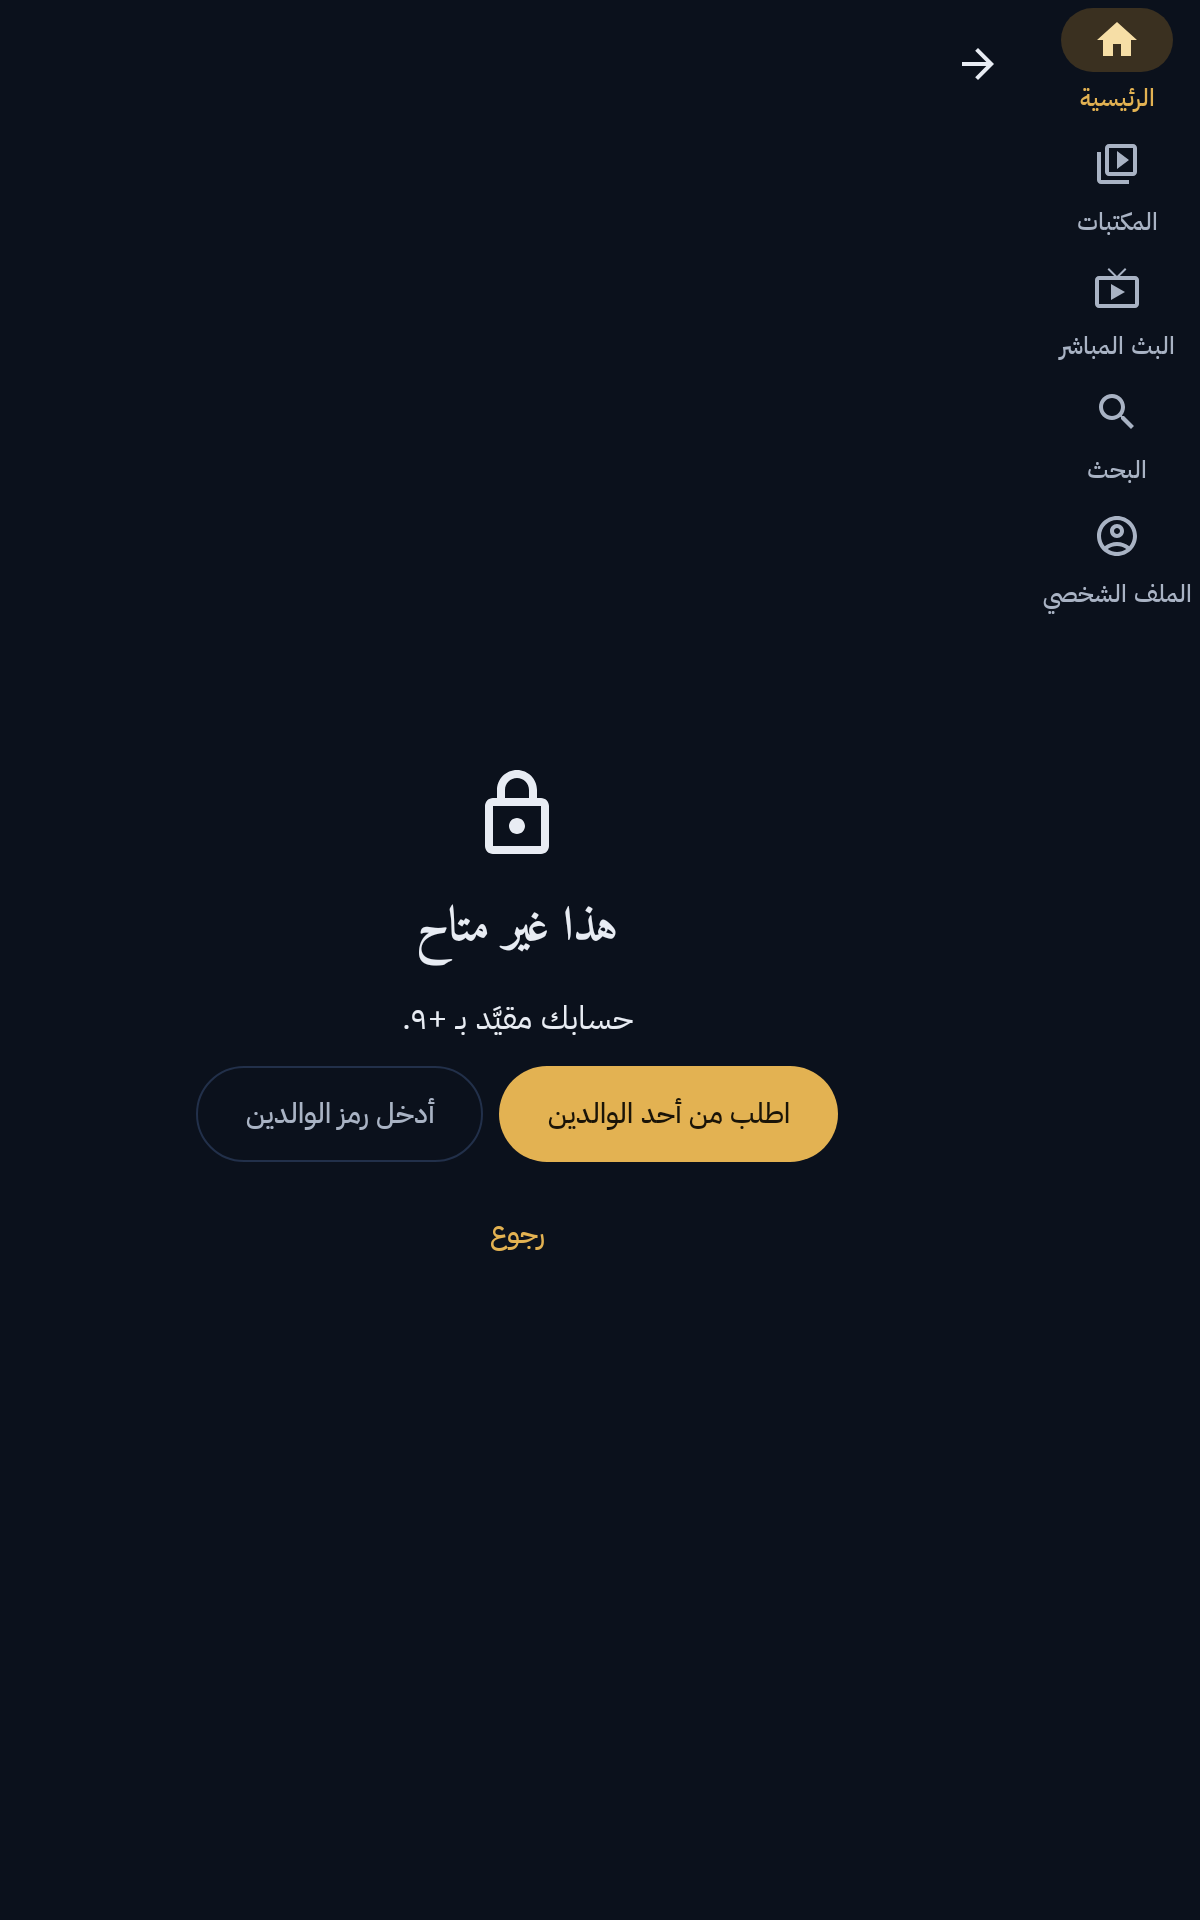 الرئيسية
المكتبات
البث المباشر
البحث
الملف الشخصي
هذا غير متاح
حسابك مقيَّد بـ +٩.
اطلب من أحد الوالدين
أدخل رمز الوالدين
رجوع